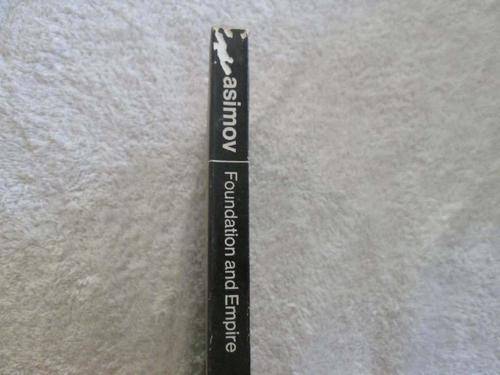 asimov
Foundation and Empire